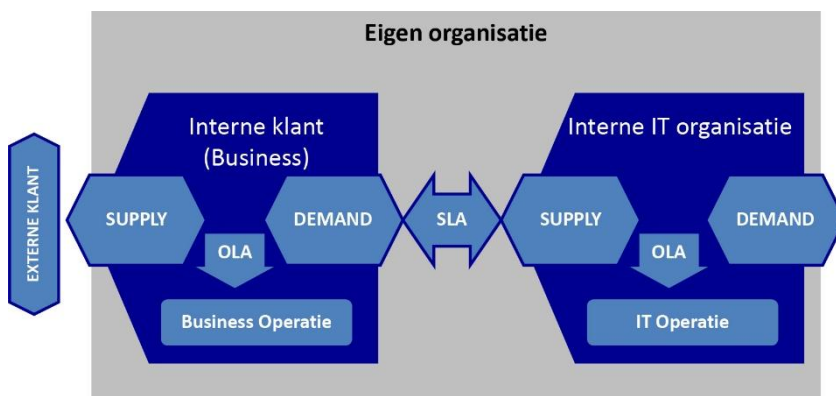 Eigen organisatie
EXTERNE KLANT
Interne klant
(Business)
SUPPLY
DEMAND
OLA
Business Operatie
SLA
Interne IT organisatie
SUPPLY
DEMAND
OLA
IT Operatie